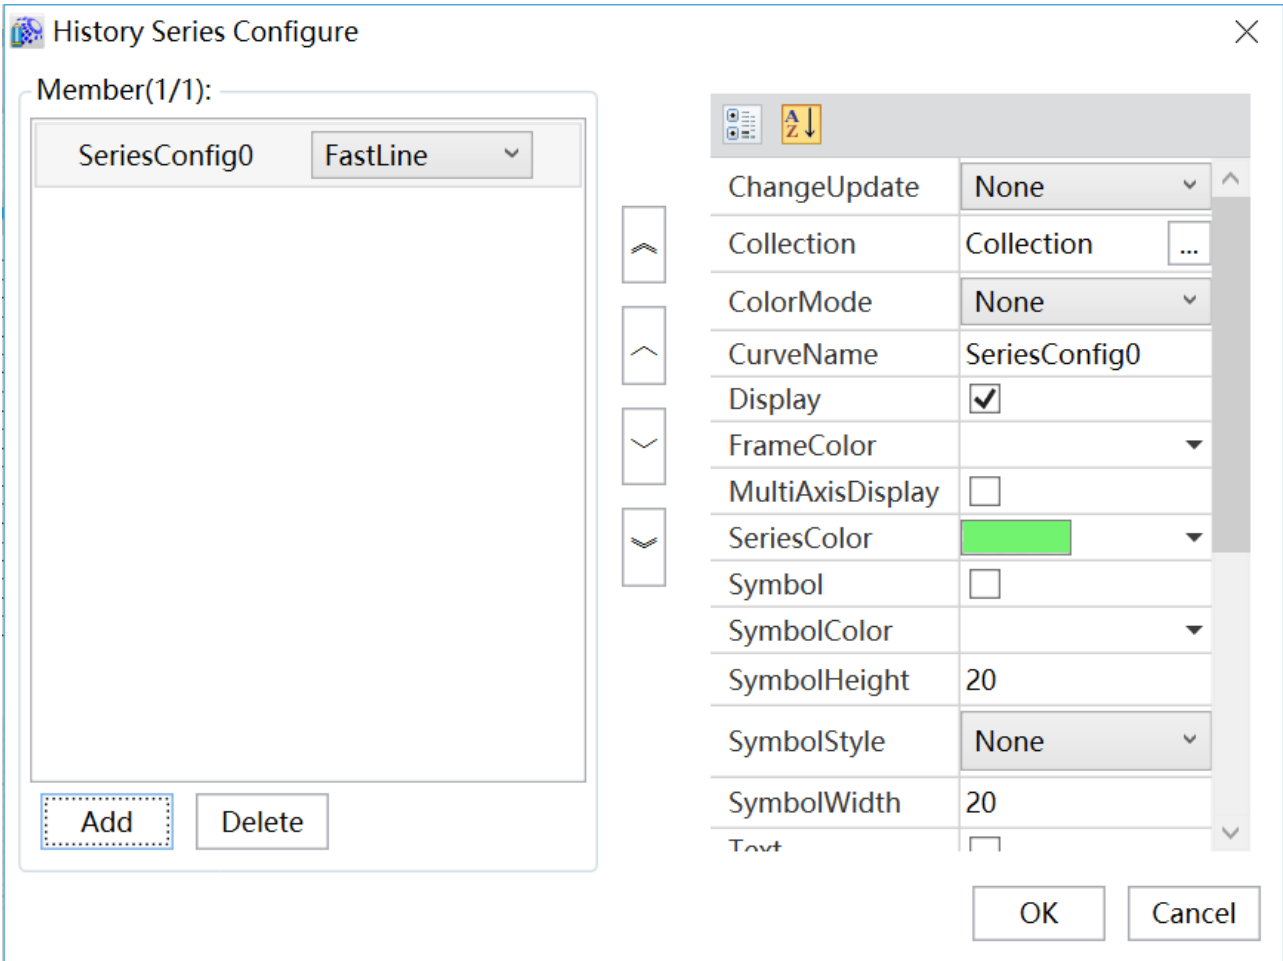 History Series Configure
Member(1/1):
SeriesConfig0 FastLine
Add Delete
ChangeUpdate None
Collection Collection ...
ColorMode None
CurveName SeriesConfig0
Display
FrameColor
MultiAxisDisplay
SeriesColor
Symbol
SymbolColor
SymbolHeight 20
SymbolStyle None
SymbolWidth 20
Text
OK Cancel